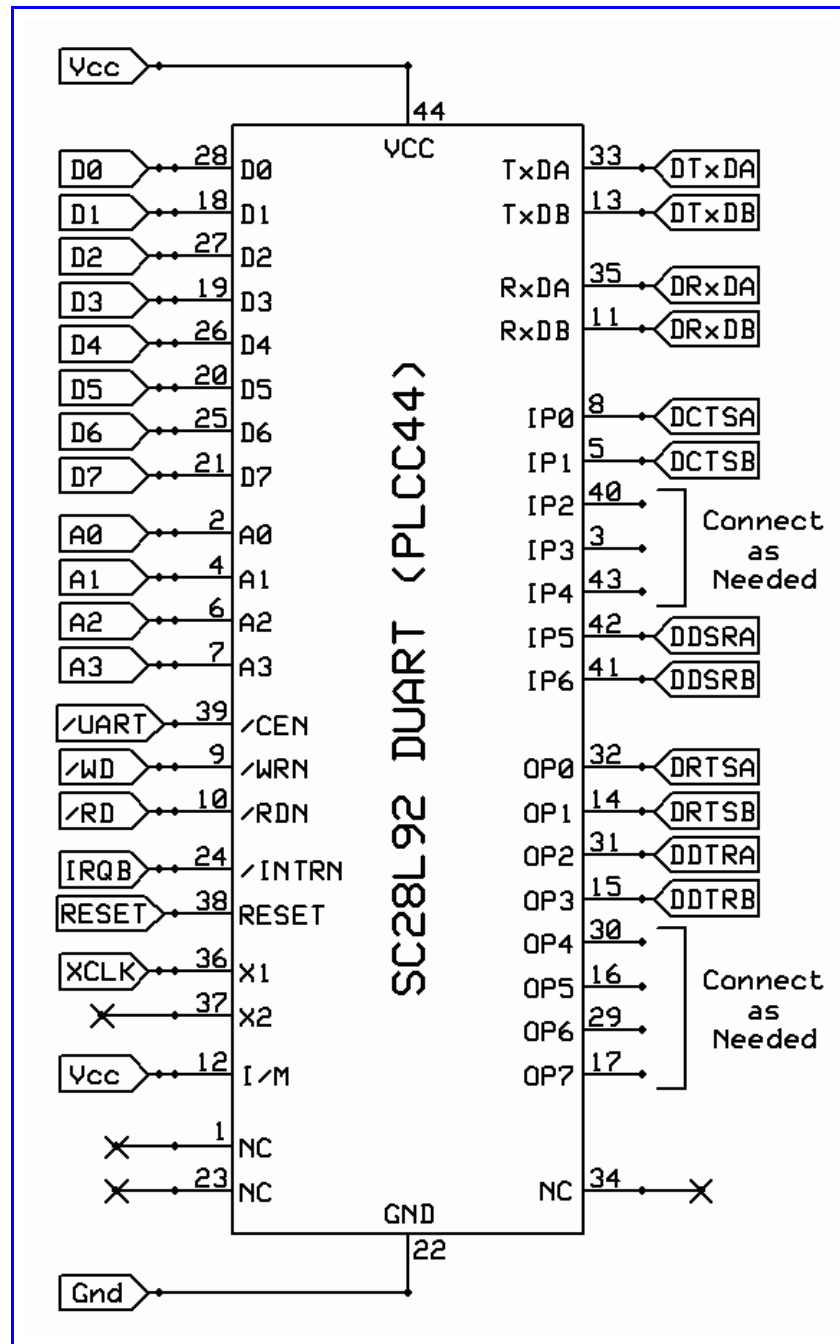 Vcc
44
VCC
D0 28 D0
TxDA 33 DTxDA
D1 18 D1
TxDB 13 DTxDB
D2 27 D2
D3 19 D3
RxDA 35 DRxDA
D4 26 D4
RxDB 11 DRxDB
D5 20 D5
D6 25 D6
IP0 8 DCTSA
D7 21 D7
IP1 5 DCTSB
IP2 40
A0 2 A0
IP3 3
A1 4 A1
IP4 43
Connect
as
Needed
A2 6 A2
IP5 42 DDSRA
A3 7 A3
IP6 41 DDSRB
/UART 39 /CEN
/WD 9 /WRN
OP0 32 DRTSA
/RD 10 /RDN
OP1 14 DRTSB
IRQB 24 /INTRN
OP2 31 DDTRA
RESET 38 RESET
OP3 15 DDTRB
OP4 30
XCLK 36 X1
OP5 16
37 X2
OP6 29
Vcc 12 I/M
OP7 17
Connect
as
Needed
SC28L92 DUART (PLCC44)
1 NC
23 NC
NC 34
GND
22
Gnd